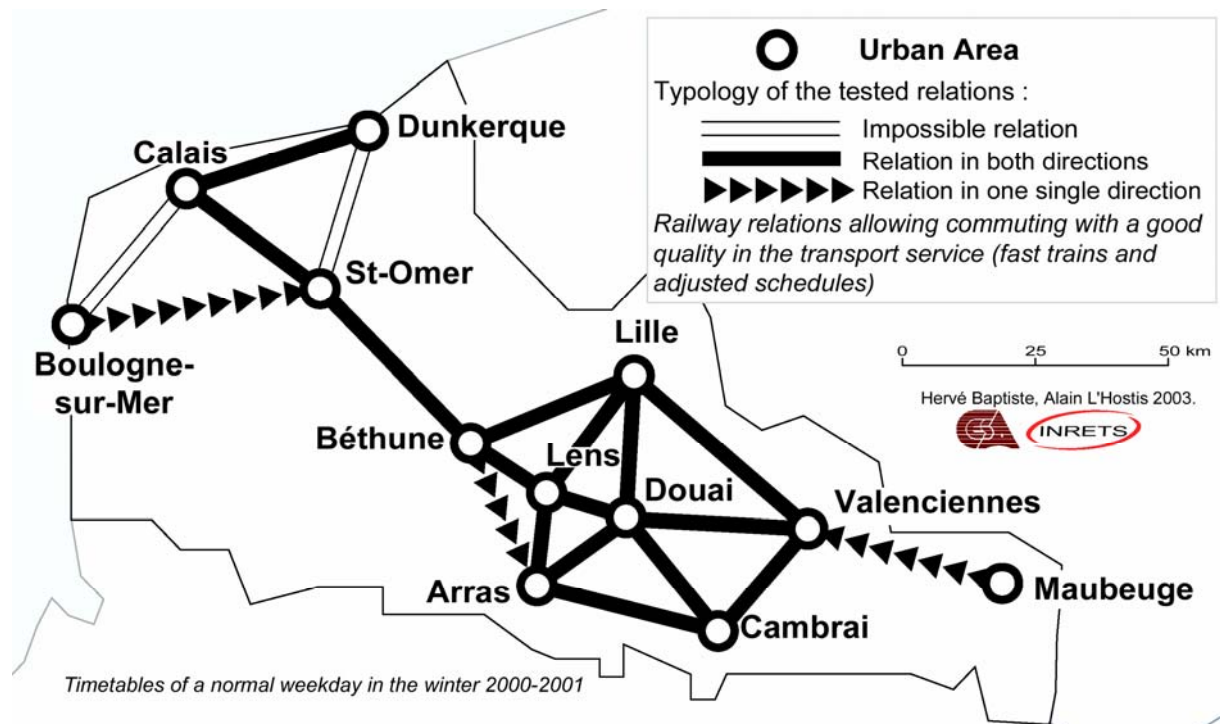 Urban Area
Typology of the tested relations :
Impossible relation
Relation in both directions
Relation in one single direction
Railway relations allowing commuting with a good
quality in the transport service (fast trains and
adjusted schedules)
Dunkerque
Calais
St-Omer
Boulogne-
sur-Mer
Lille
0 25 50 km
Hervé Baptiste, Alain L'Hostis 2003.
INRETS
Béthune
Lens
Douai
Valenciennes
Arras
Cambrai
Maubeuge
Timetables of a normal weekday in the winter 2000-2001